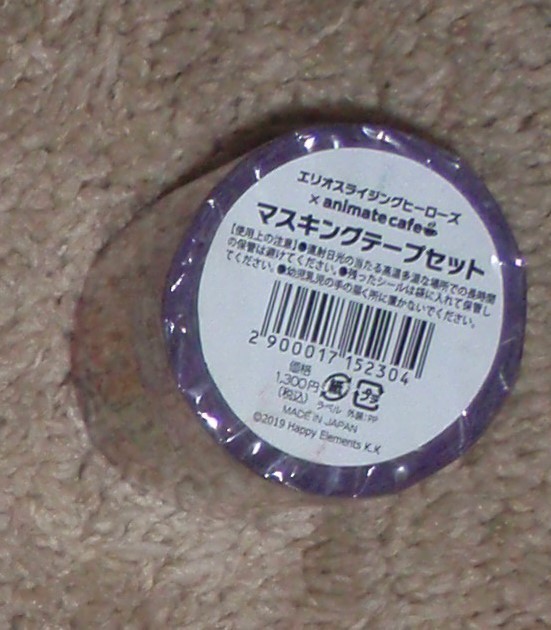 エリオスライジングヒーローズ
× animatecafe
マスキングテープセット
【使用上の注意】●直射日光の当たる高温多湿な場所での長時間
の保管は避けてください。●残ったシールは袋に入れて保管し
てください。●幼児乳児の手の届く所に置かないでください。
2 900017 152304
価格
1,300円
(税込)
紙
プラ
ラベル 外装:PP
MADE IN JAPAN
©2019 Happy Elements K.K